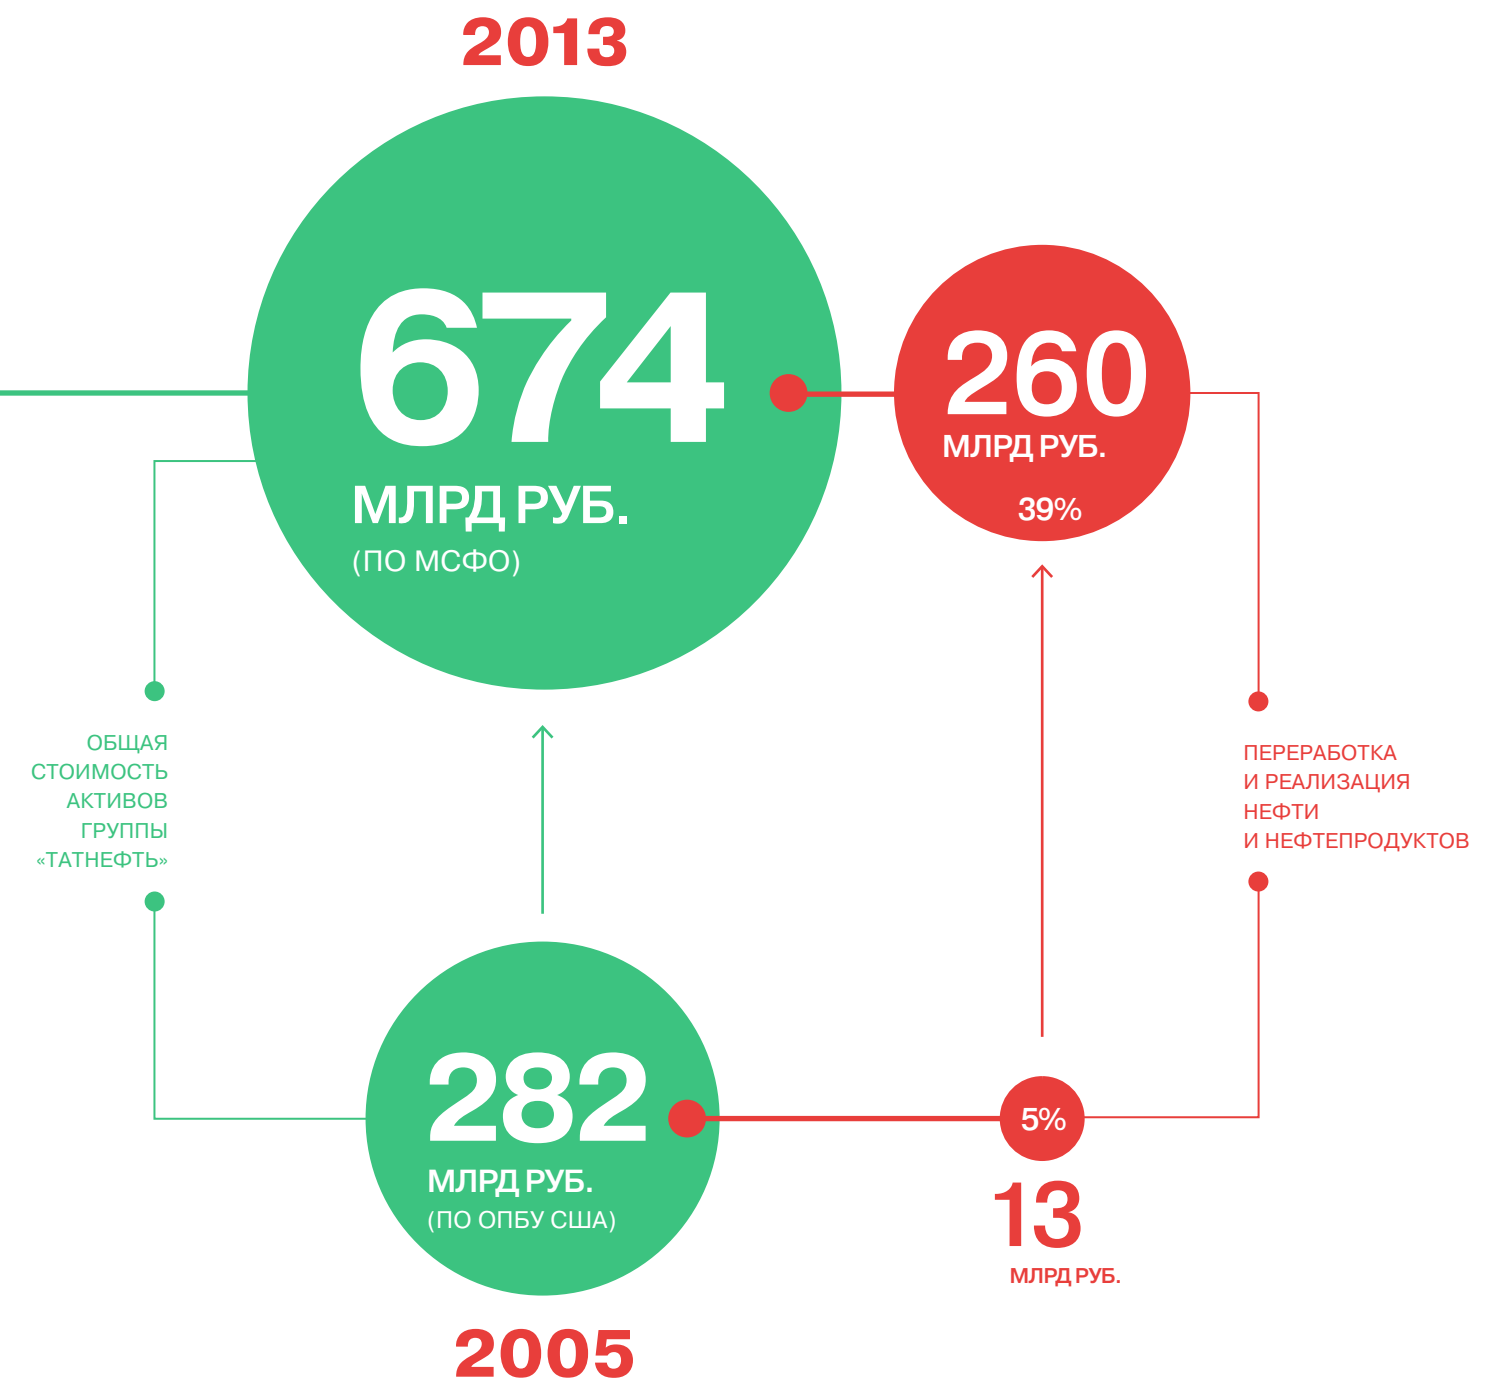 2013
674
МЛРД РУБ.
(ПО МСФО)
260
МЛРД РУБ.
39%
ОБЩАЯ
СТОИМОСТЬ
АКТИВОВ
ГРУППЫ
«ТАТНЕФТЬ»
ПЕРЕРАБОТКА
И РЕАЛИЗАЦИЯ
НЕФТИ
И НЕФТЕПРОДУКТОВ
282
МЛРД РУБ.
(ПО ОПБУ США)
5%
13
МЛРД РУБ.
2005